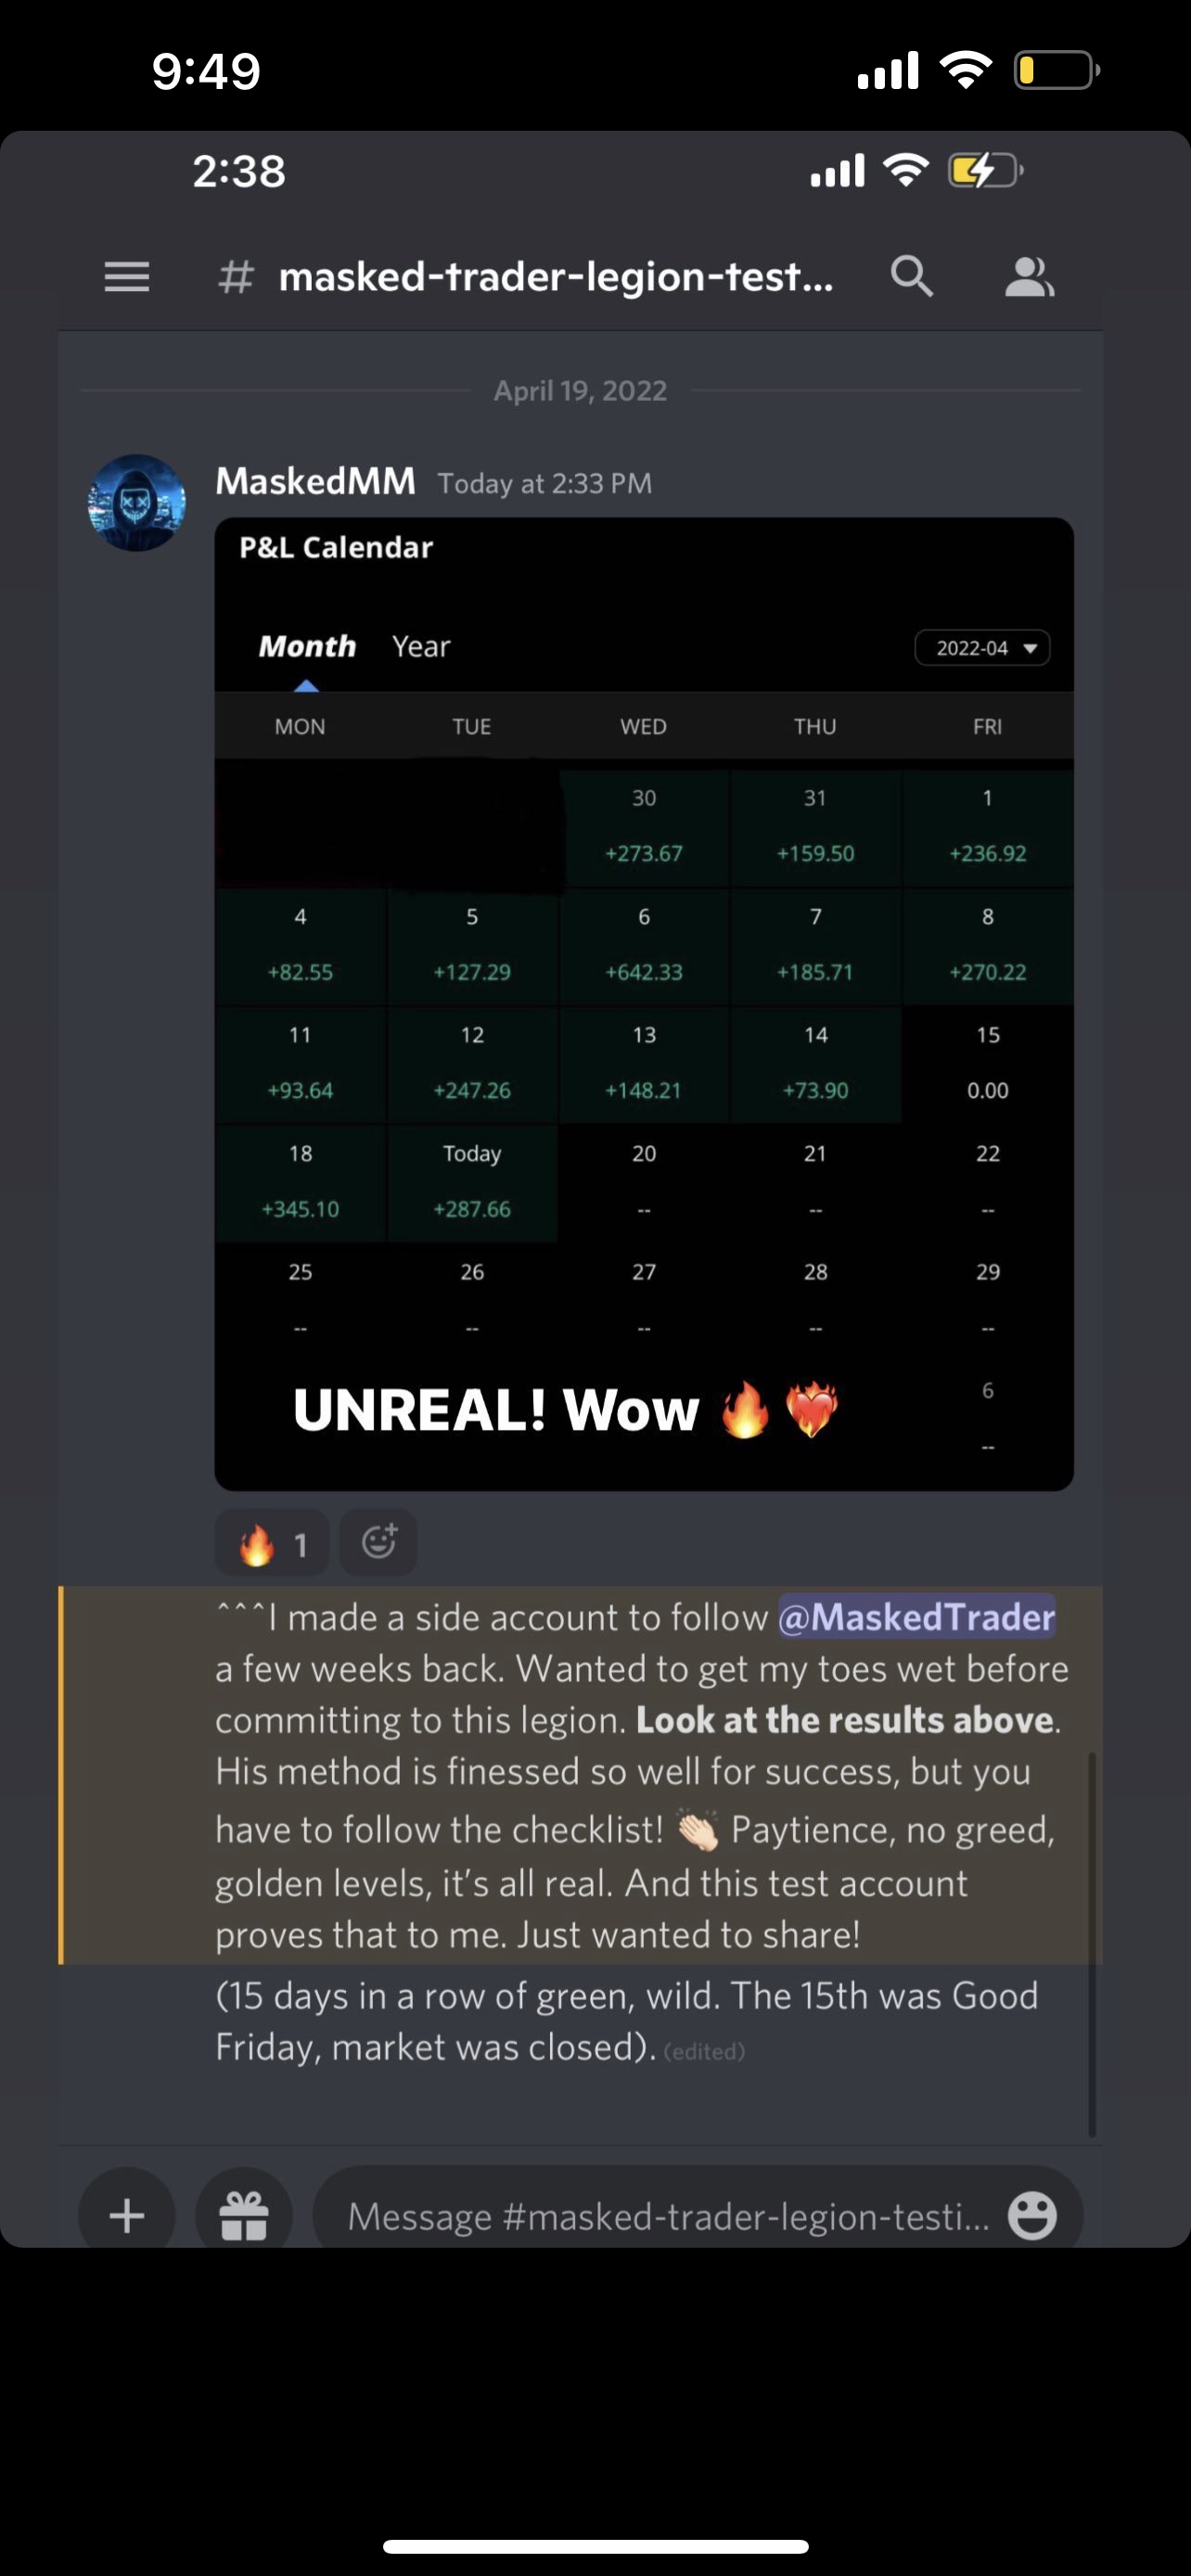 9:49
2:38
# masked-trader-legion-test...
April 19, 2022
MaskedMM Today at 2:33 PM
P&L Calendar
Month Year 2022-04
MON TUE WED THU FRI
30 31 1
+273.67 +159.50 +236.92
4 5 6 7 8
+82.55 +127.29 +642.33 +185.71 +270.22
11 12 13 14 15
+93.64 +247.26 +148.21 +73.90 0.00
18 Today 20 21 22
+345.10 +287.66 -- -- --
25 26 27 28 29
-- -- -- -- --
UNREAL! Wow 🔥 ❤️‍🔥 6
--
🔥 1
^^^I made a side account to follow @MaskedTrader
a few weeks back. Wanted to get my toes wet before
committing to this legion. Look at the results above.
His method is finessed so well for success, but you
have to follow the checklist! 👏🏻 Paytience, no greed,
golden levels, it's all real. And this test account
proves that to me. Just wanted to share!
(15 days in a row of green, wild. The 15th was Good
Friday, market was closed). (edited)
Message #masked-trader-legion-testi...